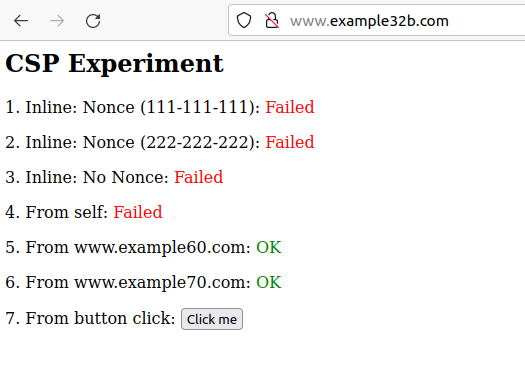 www.example32b.com
CSP Experiment
1. Inline: Nonce (111-111-111): Failed
2. Inline: Nonce (222-222-222): Failed
3. Inline: No Nonce: Failed
4. From self: Failed
5. From www.example60.com: OK
6. From www.example70.com: OK
7. From button click: Click me